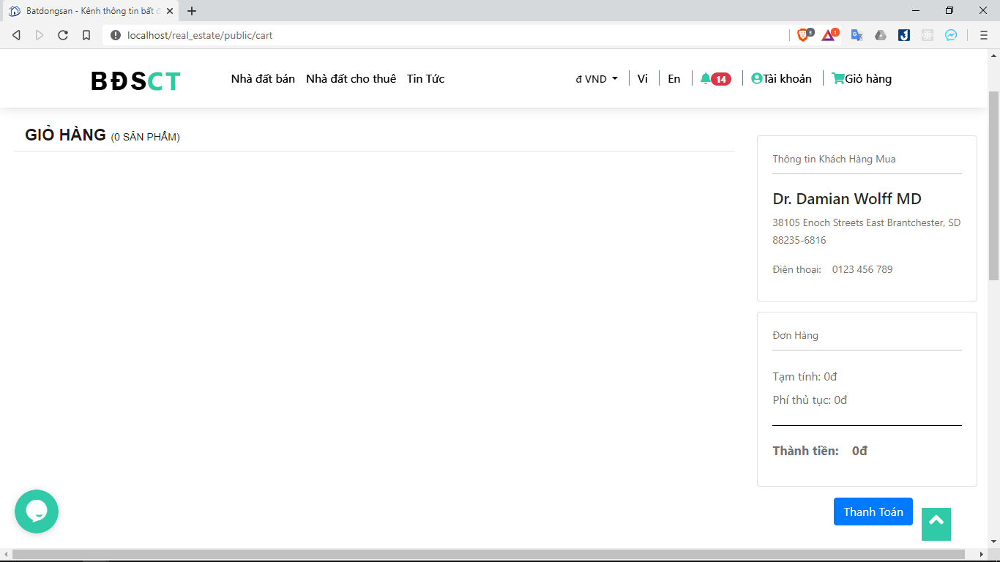 Batdongsan - Kênh thông tin bất đ
localhost/real_estate/public/cart
3
1
BĐSCT
Nhà đất bán Nhà đất cho thuê Tin Tức
đ VND Vi En 14 Tài khoản Giỏ hàng
GIỎ HÀNG (0 SẢN PHẨM)
Thông tin Khách Hàng Mua
Dr. Damian Wolff MD
38105 Enoch Streets East Brantchester, SD
88235-6816
Điện thoại: 0123 456 789
Đơn Hàng
Tạm tính: 0đ
Phí thủ tục: 0đ
Thành tiền: 0đ
Thanh Toán